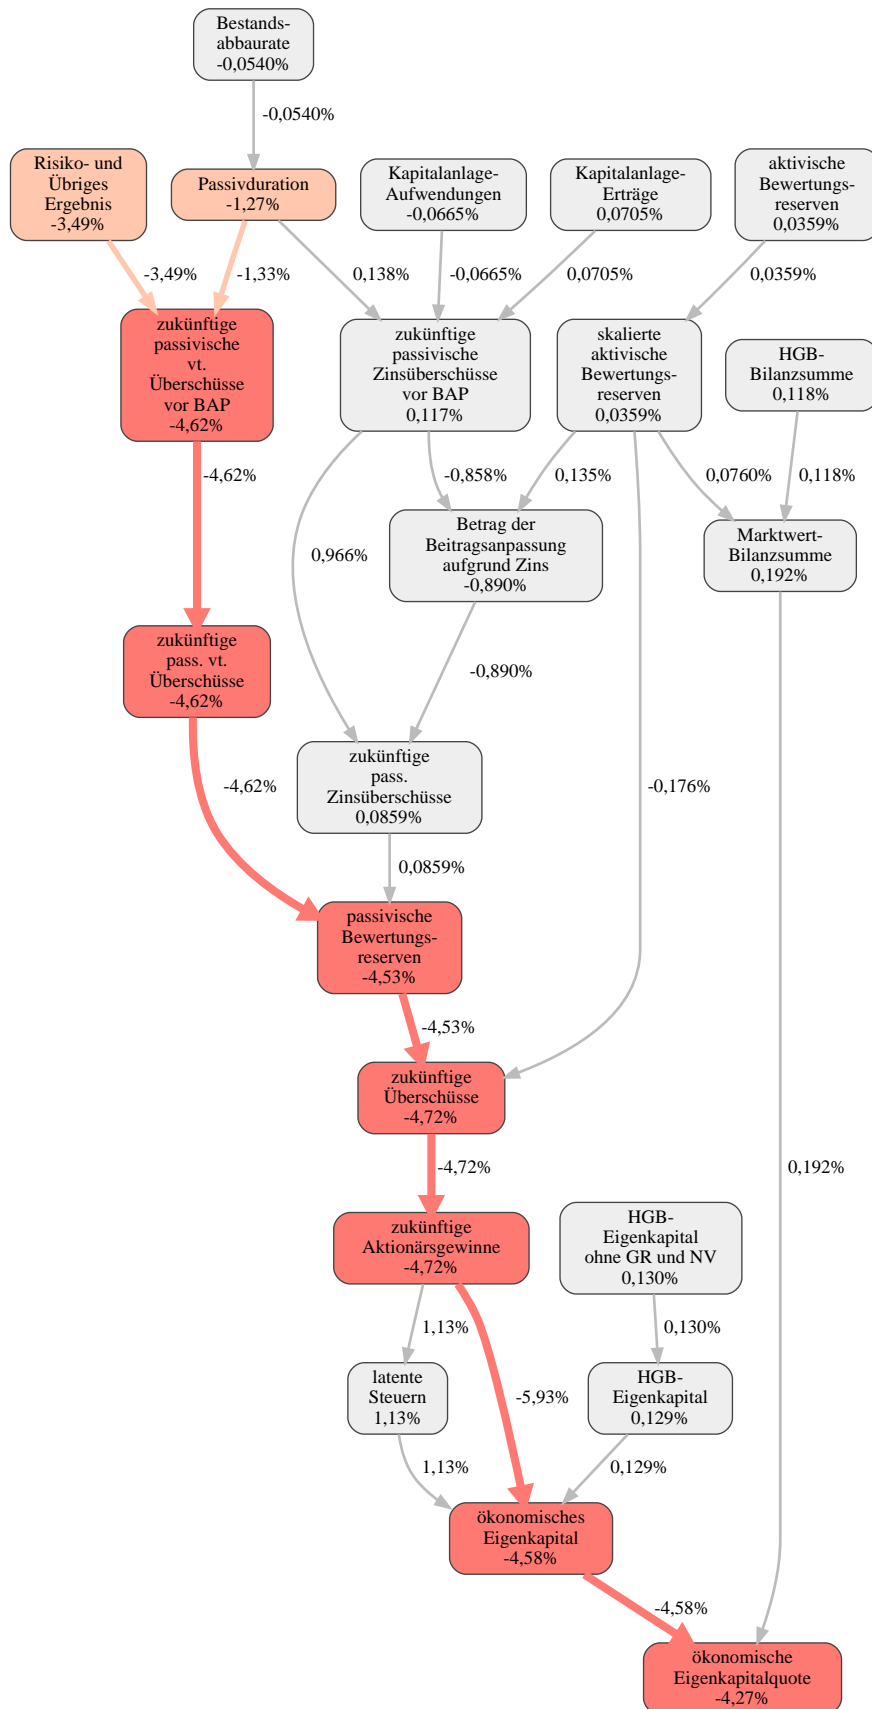 Bestands-
abbaurate
-0,0540%
-0,0540%
Risiko- und
Übriges
Ergebnis
-3,49%
Passivduration
-1,27%
Kapitalanlage-
Aufwendungen
-0,0665%
Kapitalanlage-
Erträge
0,0705%
aktivische
Bewertungs-
reserven
0,0359%
-3,49%
-1,33%
0,138%
-0,0665%
0,0705%
0,0359%
zukünftige
passivische
vt.
Überschüsse
vor BAP
-4,62%
zukünftige
passivische
Zinsüberschüsse
vor BAP
0,117%
skalierte
aktivische
Bewertungs-
reserven
0,0359%
HGB-
Bilanzsumme
0,118%
-4,62%
-0,858%
0,135%
0,0760%
0,118%
0,966%
Betrag der
Beitragsanpassung
aufgrund Zins
-0,890%
Marktwert-
Bilanzsumme
0,192%
zukünftige
pass. vt.
Überschüsse
-4,62%
-0,890%
-4,62%
zukünftige
pass.
Zinsüberschüsse
0,0859%
-0,176%
0,0859%
passivische
Bewertungs-
reserven
-4,53%
-4,53%
zukünftige
Überschüsse
-4,72%
-4,72%
0,192%
zukünftige
Aktionärsgewinne
-4,72%
HGB-
Eigenkapital
ohne GR und NV
0,130%
1,13%
0,130%
latente
Steuern
1,13%
-5,93%
HGB-
Eigenkapital
0,129%
1,13%
0,129%
ökonomisches
Eigenkapital
-4,58%
-4,58%
ökonomische
Eigenkapitalquote
-4,27%